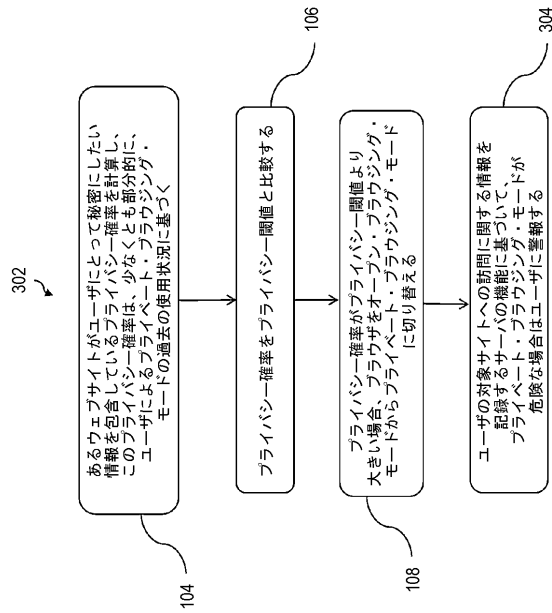 302
あるウェブサイトがユーザにとって秘密にしたい
情報を包含しているプライバシー確率を計算し、
このプライバシー確率は、少なくとも部分的に、
ユーザによるプライベート・ブラウジング・
モードの過去の使用状況に基づく
104
プライバシー確率をプライバシー閾値と比較する
106
プライバシー確率がプライバシー閾値より
大きい場合、ブラウザをオープン・ブラウジング・
モードからプライベート・ブラウジング・モード
に切り替える
108
ユーザの対象サイトへの訪問に関する情報を
記録するサーバの機能に基づいて、
プライベート・ブラウジング・モードが
危険な場合はユーザに警報する
304